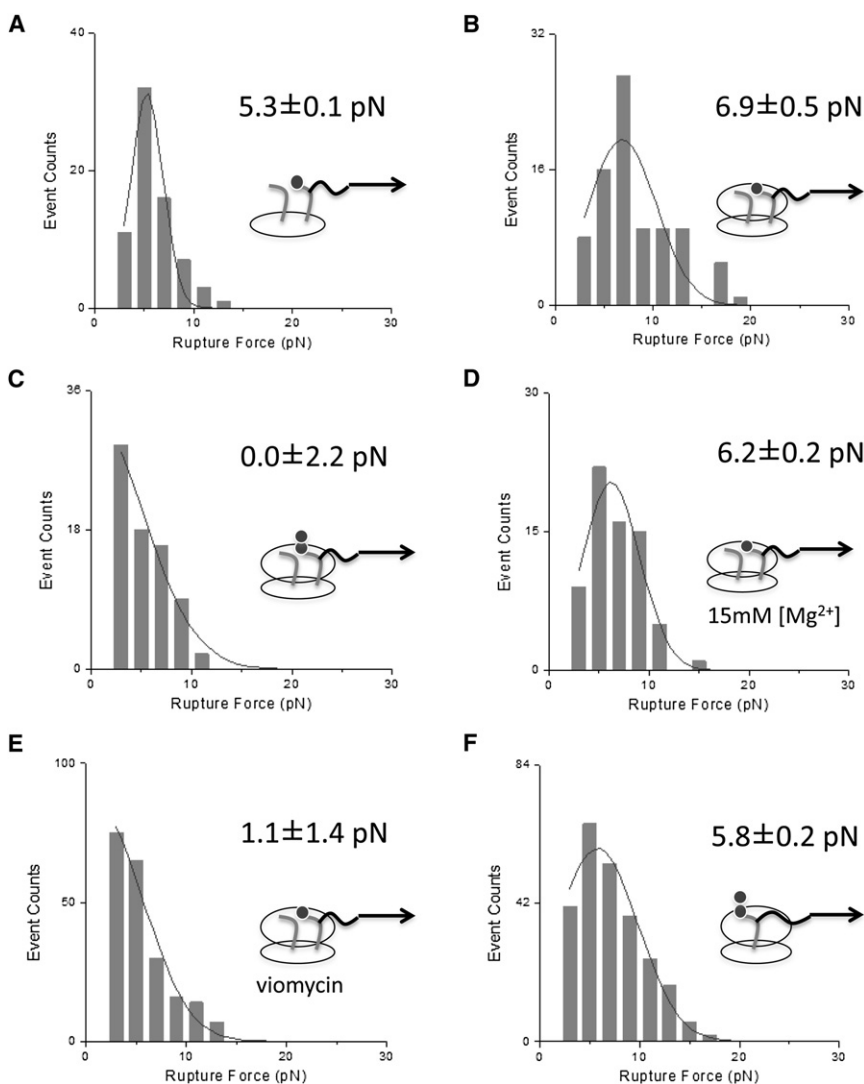 A
40
20
0
Event Counts
5.3±0.1 pN
0 10 20 30
Rupture Force (pN)
B
32
16
0
Event Counts
6.9±0.5 pN
0 10 20 30
Rupture Force (pN)
C
36
18
0
Event Counts
0.0±2.2 pN
0 10 20 30
Rupture Force (pN)
D
30
15
0
Event Counts
6.2±0.2 pN
15mM [Mg²⁺]
0 10 20 30
Rupture Force (pN)
E
100
50
0
Event Counts
1.1±1.4 pN
viomycin
0 10 20 30
Rupture Force (pN)
F
84
42
0
Event Counts
5.8±0.2 pN
0 10 20 30
Rupture Force (pN)